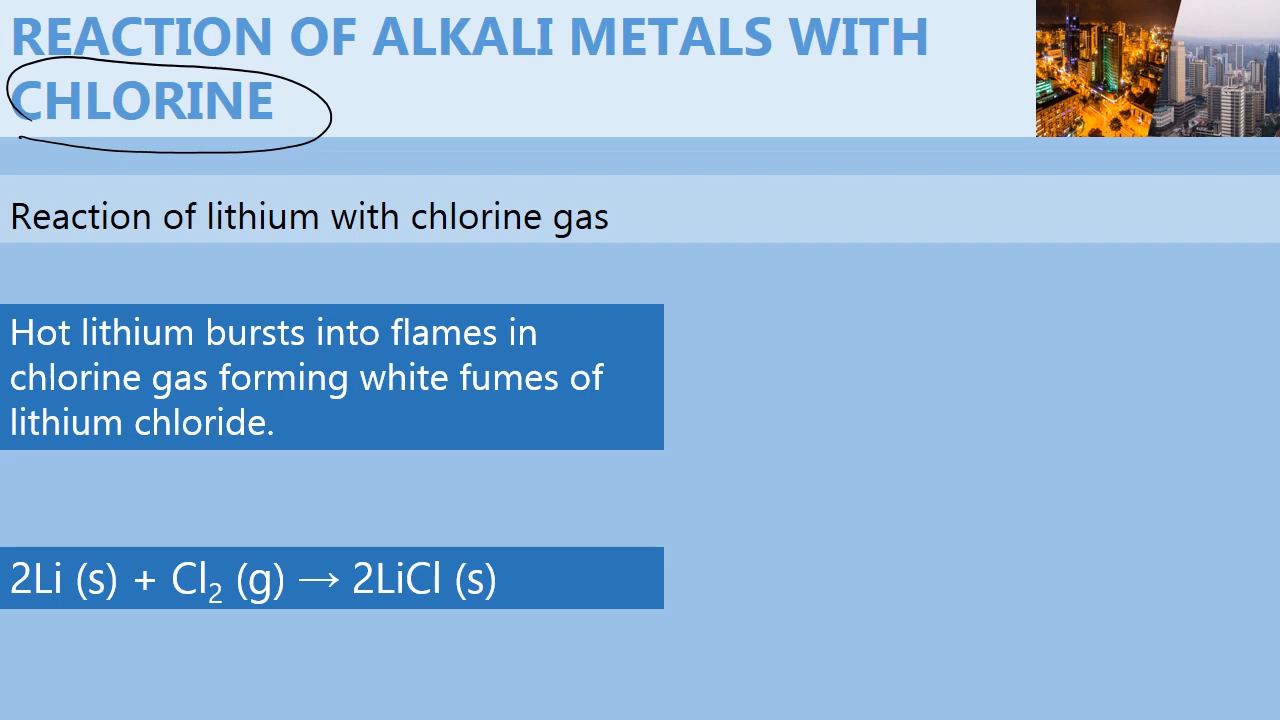 REACTION OF ALKALI METALS WITH
CHLORINE
Reaction of lithium with chlorine gas
Hot lithium bursts into flames in
chlorine gas forming white fumes of
lithium chloride.
2Li (s) + Cl₂ (g) → 2LiCl (s)